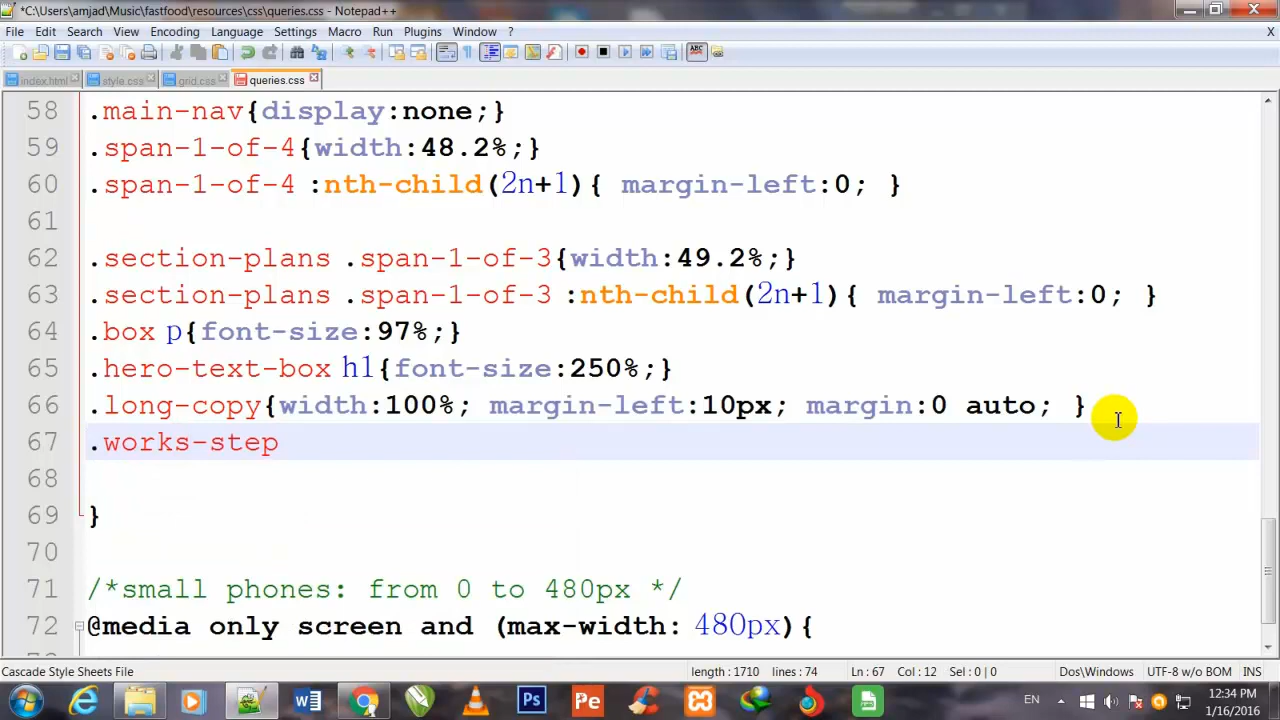 *C:\Users\amjad\Music\fastfood\resources\css\queries.css - Notepad++
File Edit Search View Encoding Language Settings Macro Run Plugins Window ? X
index.html style.css grid.css queries.css
58 .main-nav{display:none;}
59 .span-1-of-4{width:48.2%;}
60 .span-1-of-4 :nth-child(2n+1){ margin-left:0; }
61
62 .section-plans .span-1-of-3{width:49.2%;}
63 .section-plans .span-1-of-3 :nth-child(2n+1){ margin-left:0; }
64 .box p{font-size:97%;}
65 .hero-text-box h1{font-size:250%;}
66 .long-copy{width:100%; margin-left:10px; margin:0 auto; }
67 .works-step
68
69 }
70
71 /*small phones: from 0 to 480px */
72 @media only screen and (max-width: 480px){
Cascade Style Sheets File length : 1710 lines : 74 Ln : 67 Col : 12 Sel : 0 | 0 Dos\Windows UTF-8 w/o BOM INS
EN 12:34 PM
1/16/2016